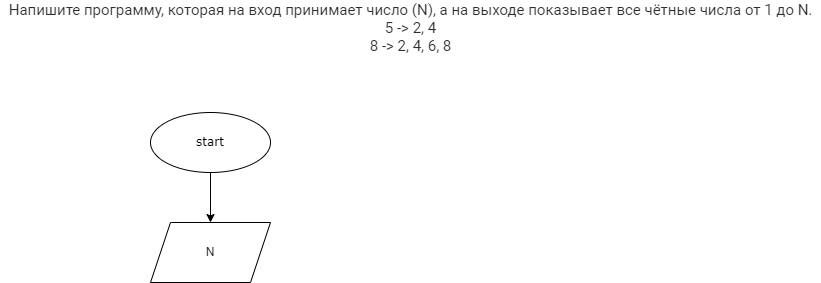 Напишите программу, которая на вход принимает число (N), а на выходе показывает все чётные числа от 1 до N.
5 -> 2, 4
8 -> 2, 4, 6, 8
start
N